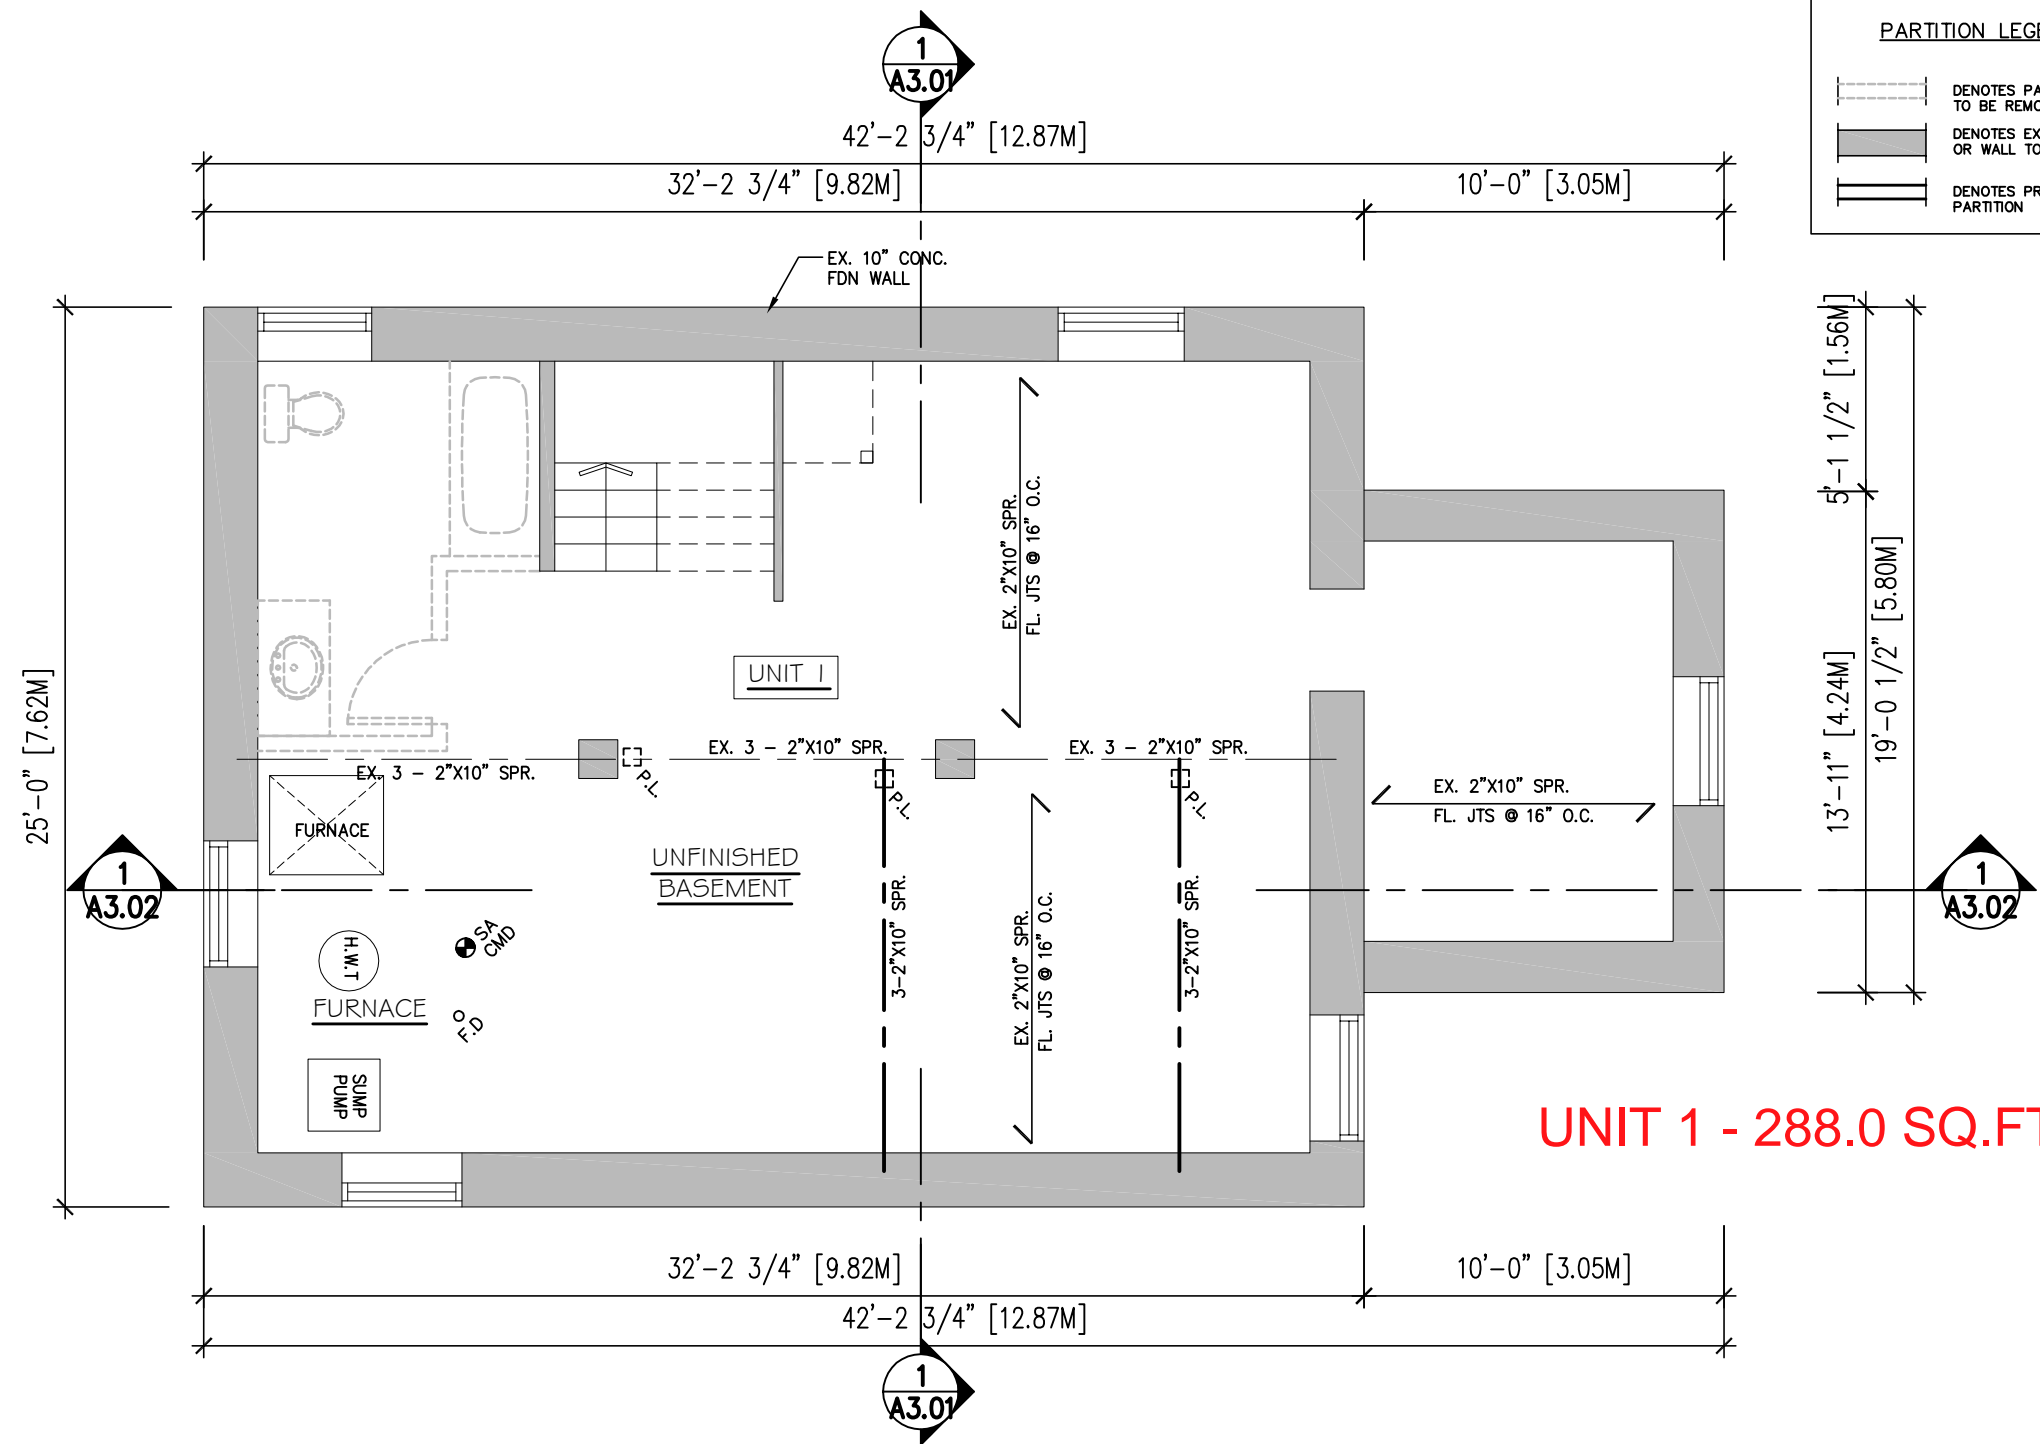 PARTITION LEGE
DENOTES PA
TO BE REMO
DENOTES EX
OR WALL TO
DENOTES PR
PARTITION
1
A3.01
42'-2 3/4" [12.87M]
32'-2 3/4" [9.82M]
10'-0" [3.05M]
EX. 10" CONC.
FDN WALL
5'-1 1/2" [1.56M]
13'-11" [4.24M]
19'-0 1/2" [5.80M]
25'-0" [7.62M]
EX. 2"X10" SPR.
FL. JTS @ 16" O.C.
UNIT 1
EX. 3 - 2"X10" SPR.
P.L.
EX. 3 - 2"X10" SPR.
P.L.
EX. 3 - 2"X10" SPR.
P.L.
EX. 2"X10" SPR.
FL. JTS @ 16" O.C.
FURNACE
UNFINISHED
BASEMENT
1
A3.02
1
A3.02
3-2"X10" SPR.
3-2"X10" SPR.
EX. 2"X10" SPR.
FL. JTS @ 16" O.C.
SA
CMD
H.W.T
FURNACE
F.D
SUMP
PUMP
UNIT 1 - 288.0 SQ.FT
32'-2 3/4" [9.82M]
10'-0" [3.05M]
42'-2 3/4" [12.87M]
1
A3.01